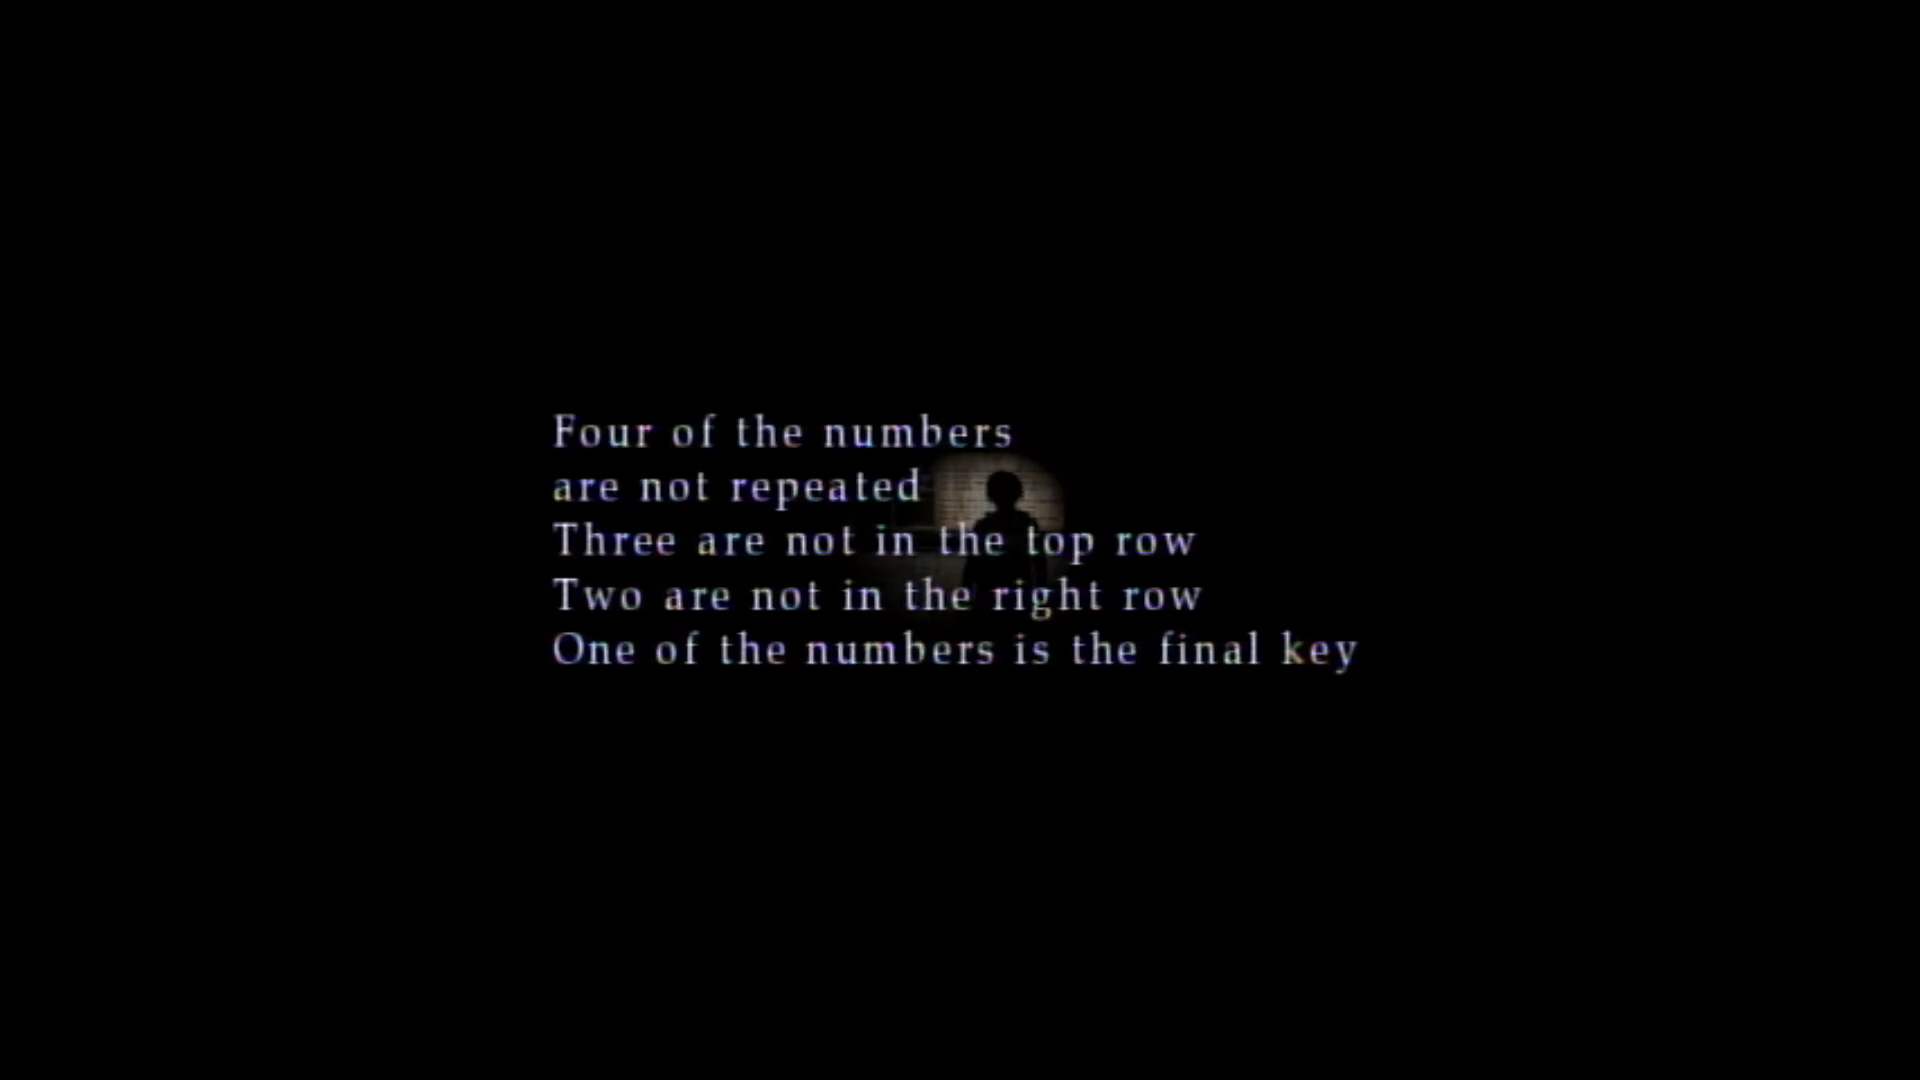 Four of the numbers
are not repeated
Three are not in the top row
Two are not in the right row
One of the numbers is the final key